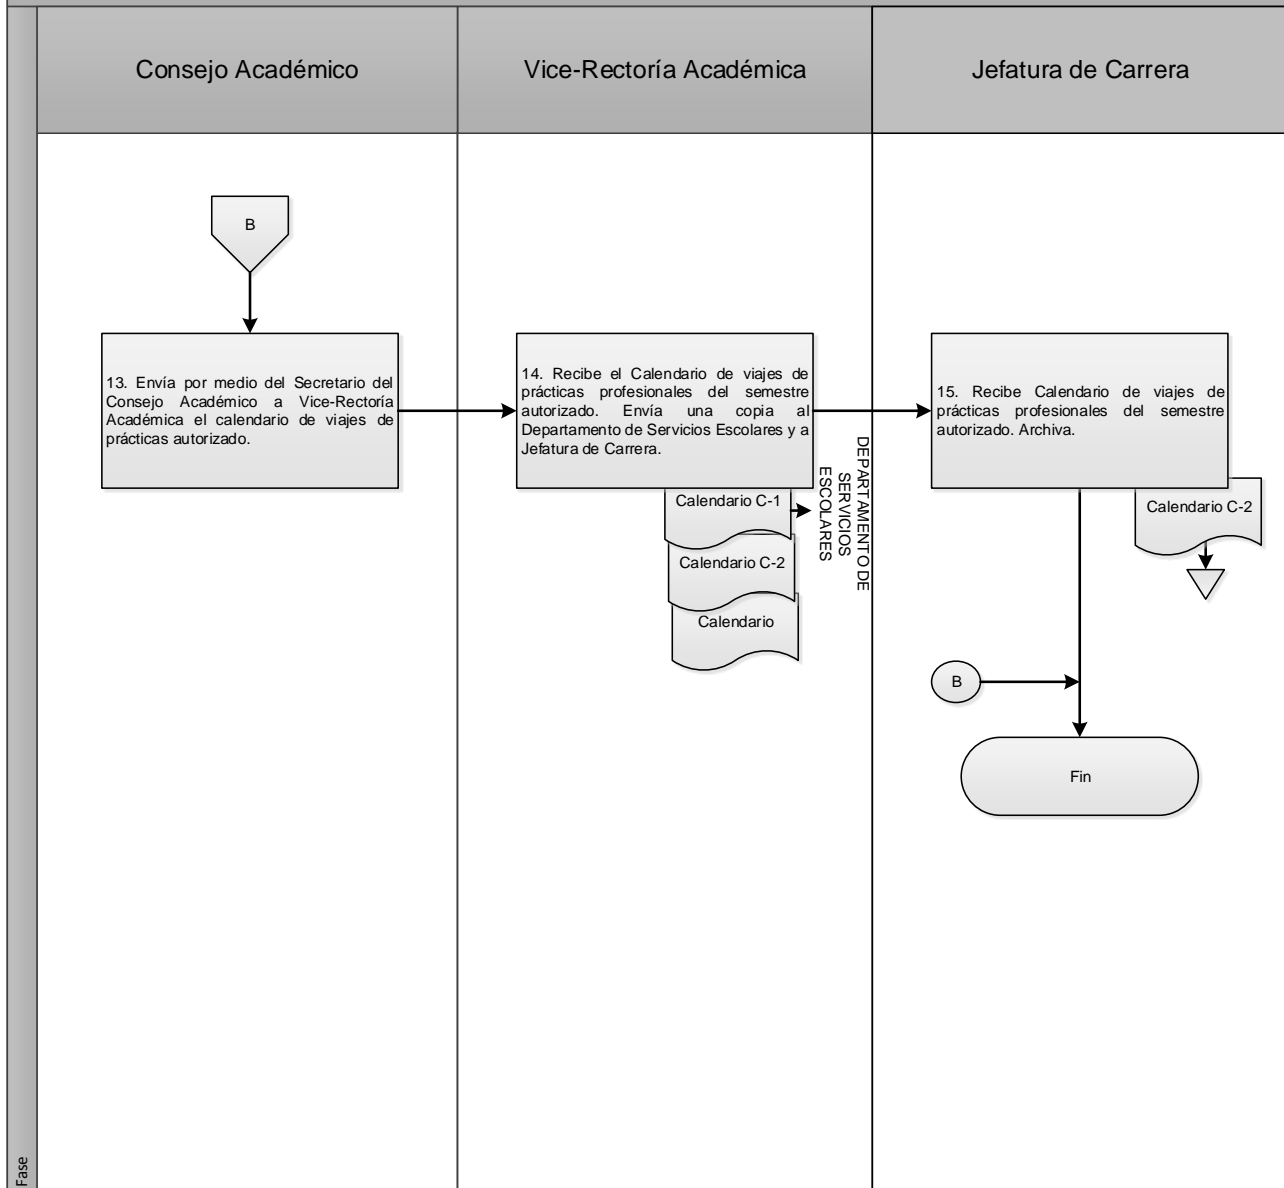 Consejo Académico
Vice-Rectoría Académica
Jefatura de Carrera
B
13. Envía por medio del Secretario del
Consejo Académico a Vice-Rectoría
Académica el calendario de viajes de
prácticas autorizado.
14. Recibe el Calendario de viajes de
prácticas profesionales del semestre
autorizado. Envía una copia al
Departamento de Servicios Escolares y a
Jefatura de Carrera.
Calendario C-1
Calendario C-2
Calendario
DEPARTAMENTO DE
SERVICIOS
ESCOLARES
15. Recibe Calendario de viajes de
prácticas profesionales del semestre
autorizado. Archiva.
Calendario C-2
B
Fin
Fase